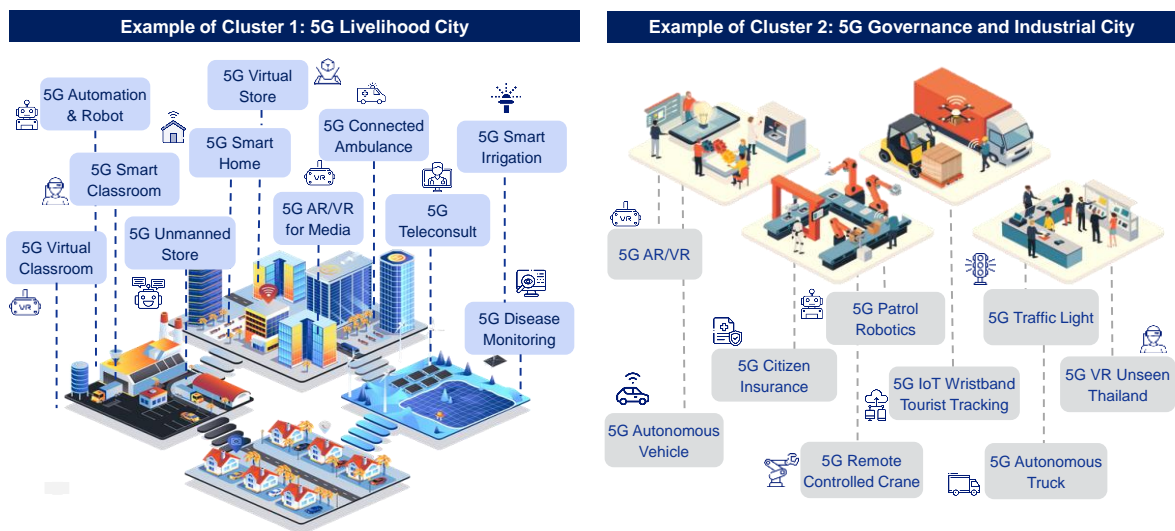 Example of Cluster 1: 5G Livelihood City
5G Automation
& Robot
5G Virtual
Store
5G Smart
Home
5G Connected
Ambulance
5G Smart
Irrigation
5G Smart
Classroom
5G AR/VR
for Media
5G
Teleconsult
5G Virtual
Classroom
5G Unmanned
Store
5G Disease
Monitoring
VR
VR
Example of Cluster 2: 5G Governance and Industrial City
VR
5G AR/VR
5G Patrol
Robotics
5G Traffic Light
5G Citizen
Insurance
5G IoT Wristband
Tourist Tracking
5G VR Unseen
Thailand
5G Autonomous
Vehicle
5G Remote
Controlled Crane
5G Autonomous
Truck